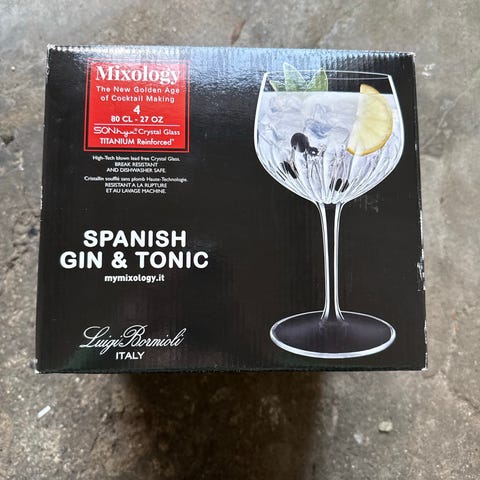 Mixology
The New Golden Age
of Cocktail Making
4
80 CL - 27 OZ
SON.hyx® Crystal Glass
TITANIUM Reinforced®
High-Tech blown lead free Crystal Glass.
BREAK RESISTANT
AND DISHWASHER SAFE.
Cristallin soufflé sans plomb Haute-Technologie.
RESISTANT A LA RUPTURE
ET AU LAVAGE MACHINE.
SPANISH
GIN & TONIC
mymixology.it
Luigi Bormioli
ITALY